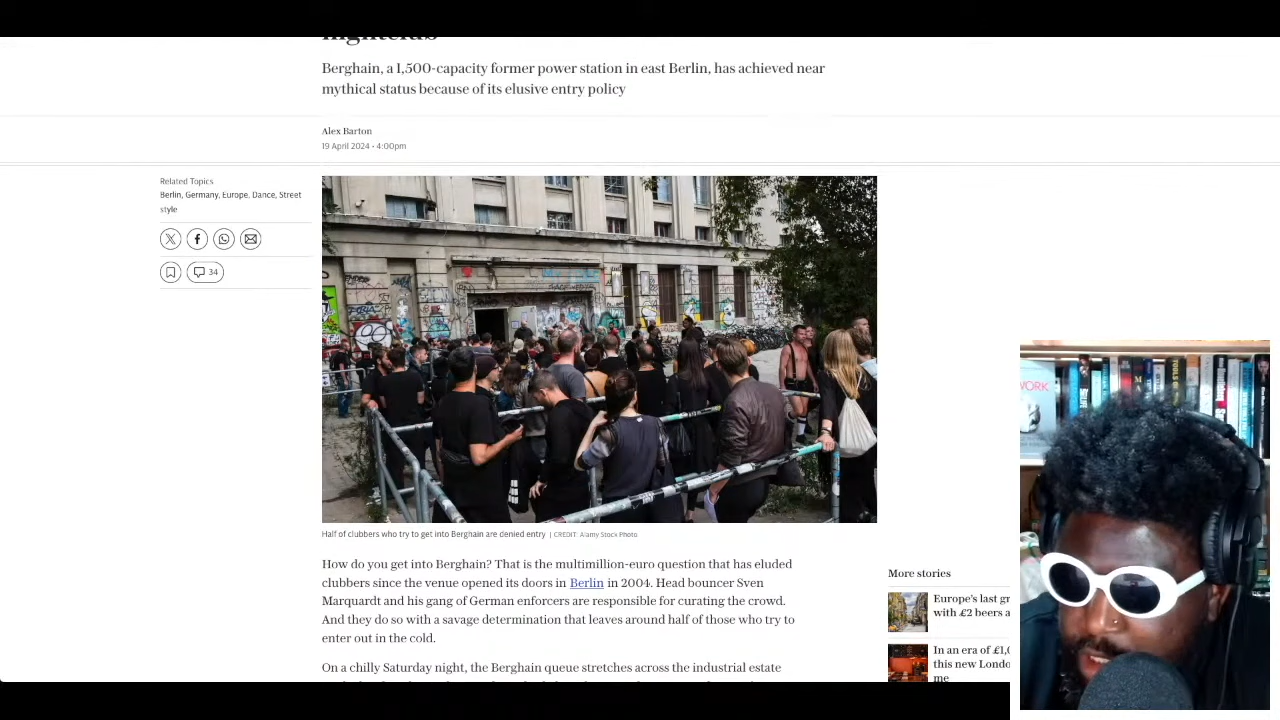 nightclub
Berghain, a 1,500-capacity former power station in east Berlin, has achieved near
mythical status because of its elusive entry policy
Alex Barton
19 April 2024 • 4:00pm
Related Topics
Berlin, Germany, Europe, Dance, Street
style
34
Half of clubbers who try to get into Berghain are denied entry | CREDIT: Alamy Stock Photo
How do you get into Berghain? That is the multimillion-euro question that has eluded
clubbers since the venue opened its doors in Berlin in 2004. Head bouncer Sven
Marquardt and his gang of German enforcers are responsible for curating the crowd.
And they do so with a savage determination that leaves around half of those who try to
enter out in the cold.
On a chilly Saturday night, the Berghain queue stretches across the industrial estate
More stories
Europe's last gr
with £2 beers a
In an era of £1,0
this new Londo
me
WORK